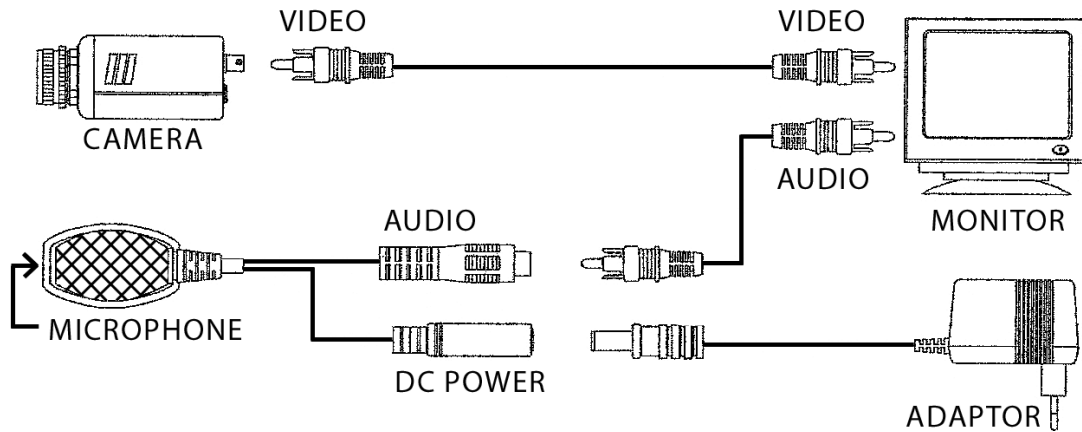 VIDEO
VIDEO
CAMERA
AUDIO
AUDIO
MONITOR
MICROPHONE
DC POWER
ADAPTOR